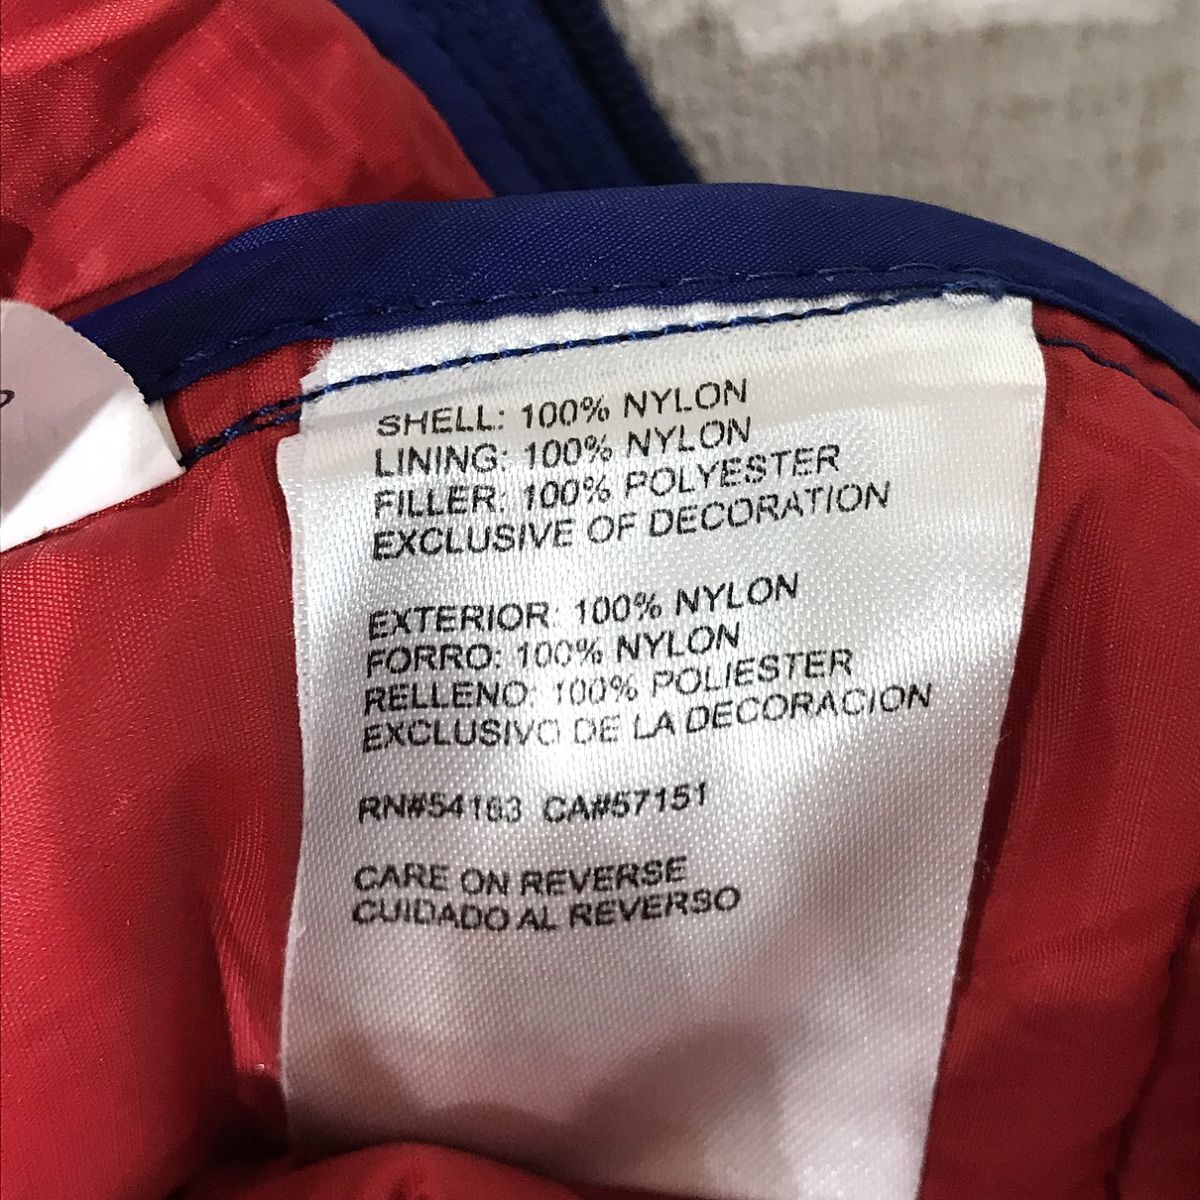 SHELL: 100% NYLON
LINING: 100% NYLON
FILLER: 100% POLYESTER
EXCLUSIVE OF DECORATION
EXTERIOR: 100% NYLON
FORRO: 100% NYLON
RELLENO: 100% POLIESTER
EXCLUSIVO DE LA DECORACION
RN#54163 CA#57151
CARE ON REVERSE
CUIDADO AL REVERSO